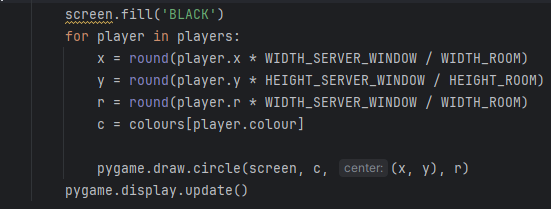 screen.fill('BLACK')
for player in players:
    x = round(player.x * WIDTH_SERVER_WINDOW / WIDTH_ROOM)
    y = round(player.y * HEIGHT_SERVER_WINDOW / HEIGHT_ROOM)
    r = round(player.r * WIDTH_SERVER_WINDOW / WIDTH_ROOM)
    c = colours[player.colour]

    pygame.draw.circle(screen, c, center: (x, y), r)
pygame.display.update()